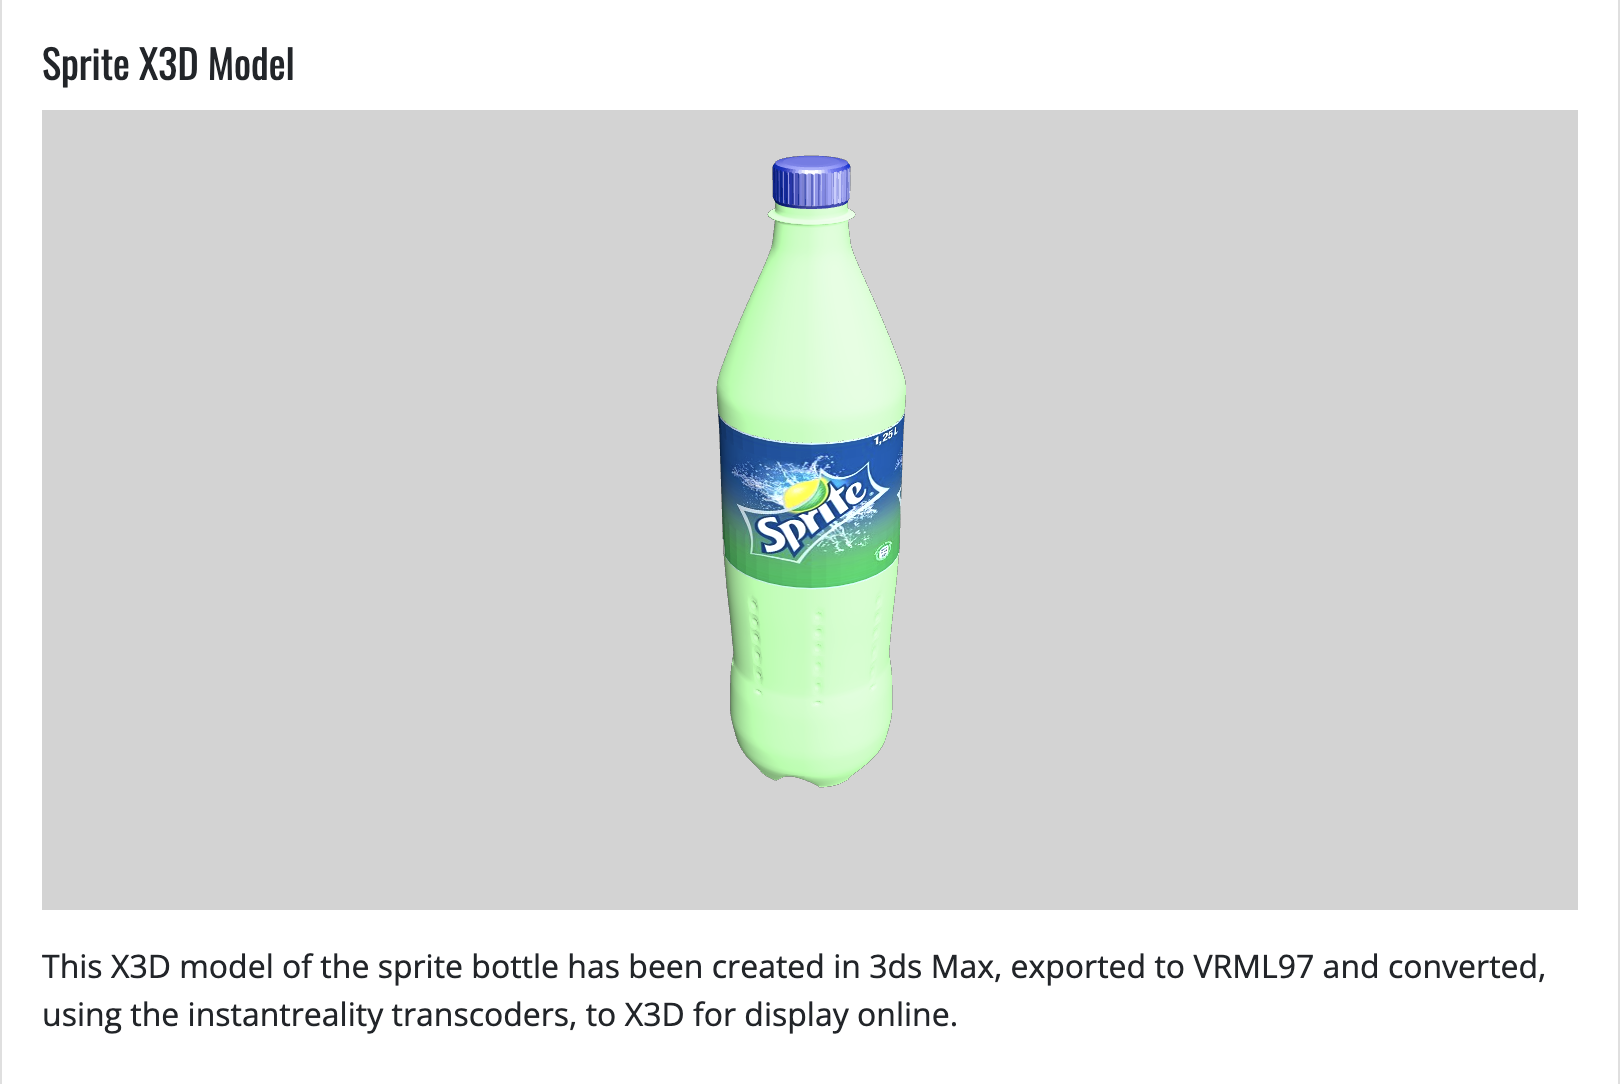 Sprite X3D Model
1,25L
Sprite
This X3D model of the sprite bottle has been created in 3ds Max, exported to VRML97 and converted,
using the instantreality transcoders, to X3D for display online.